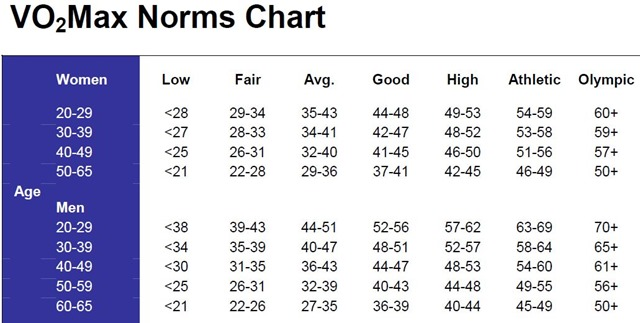 VO₂Max Norms Chart
Women Low Fair Avg. Good High Athletic Olympic
20-29 <28 29-34 35-43 44-48 49-53 54-59 60+
30-39 <27 28-33 34-41 42-47 48-52 53-58 59+
40-49 <25 26-31 32-40 41-45 46-50 51-56 57+
50-65 <21 22-28 29-36 37-41 42-45 46-49 50+
Age
Men
20-29 <38 39-43 44-51 52-56 57-62 63-69 70+
30-39 <34 35-39 40-47 48-51 52-57 58-64 65+
40-49 <30 31-35 36-43 44-47 48-53 54-60 61+
50-59 <25 26-31 32-39 40-43 44-48 49-55 56+
60-65 <21 22-26 27-35 36-39 40-44 45-49 50+